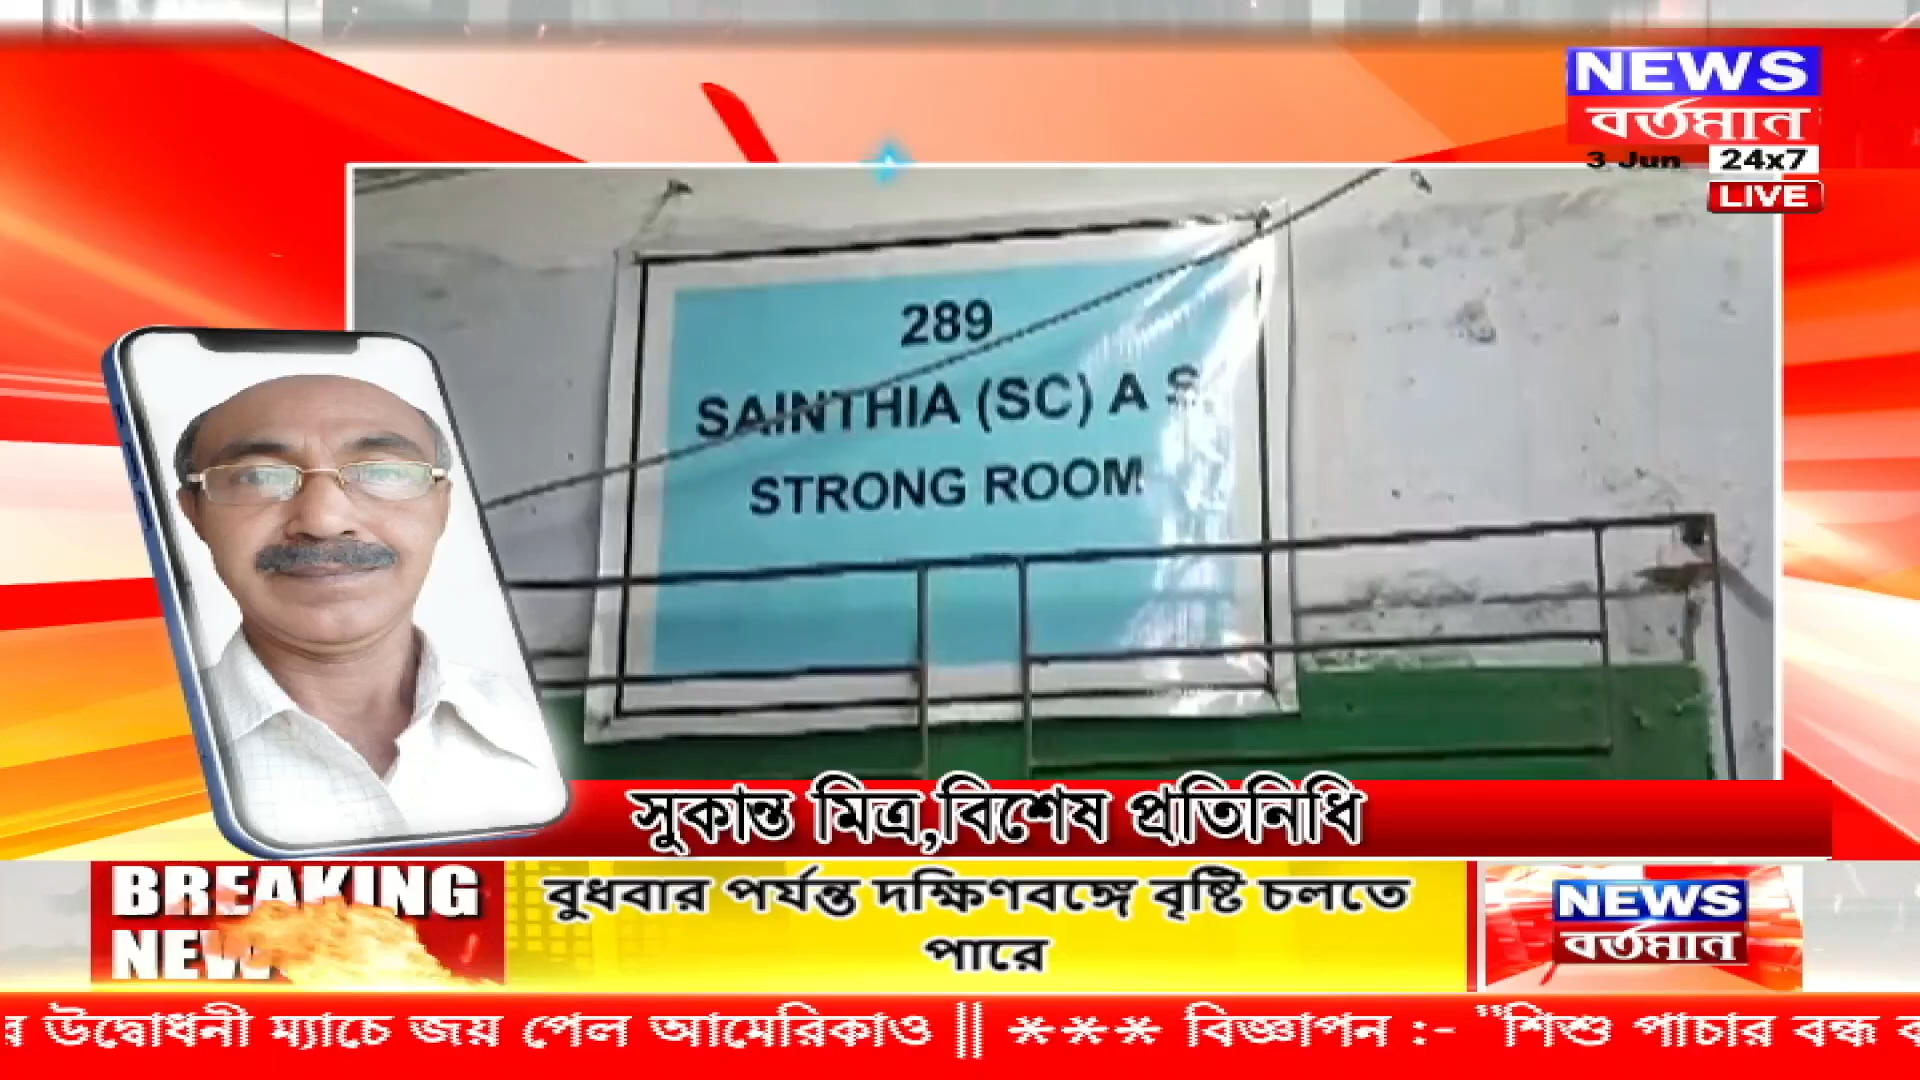 NEWS
বর্তমান
3 Jun 24x7
LIVE
289
SAINTHIA (SC) A S
STRONG ROOM
সুকান্ত মিত্র,বিশেষ প্রতিনিধি
BREAKING
NEWS
বুধবার পর্যন্ত দক্ষিণবঙ্গে বৃষ্টি চলতে
পারে
NEWS
বর্তমান
র উদ্বোধনী ম্যাচে জয় পেল আমেরিকাও || *** বিজ্ঞাপন :- "শিশু পাচার বন্ধ ক